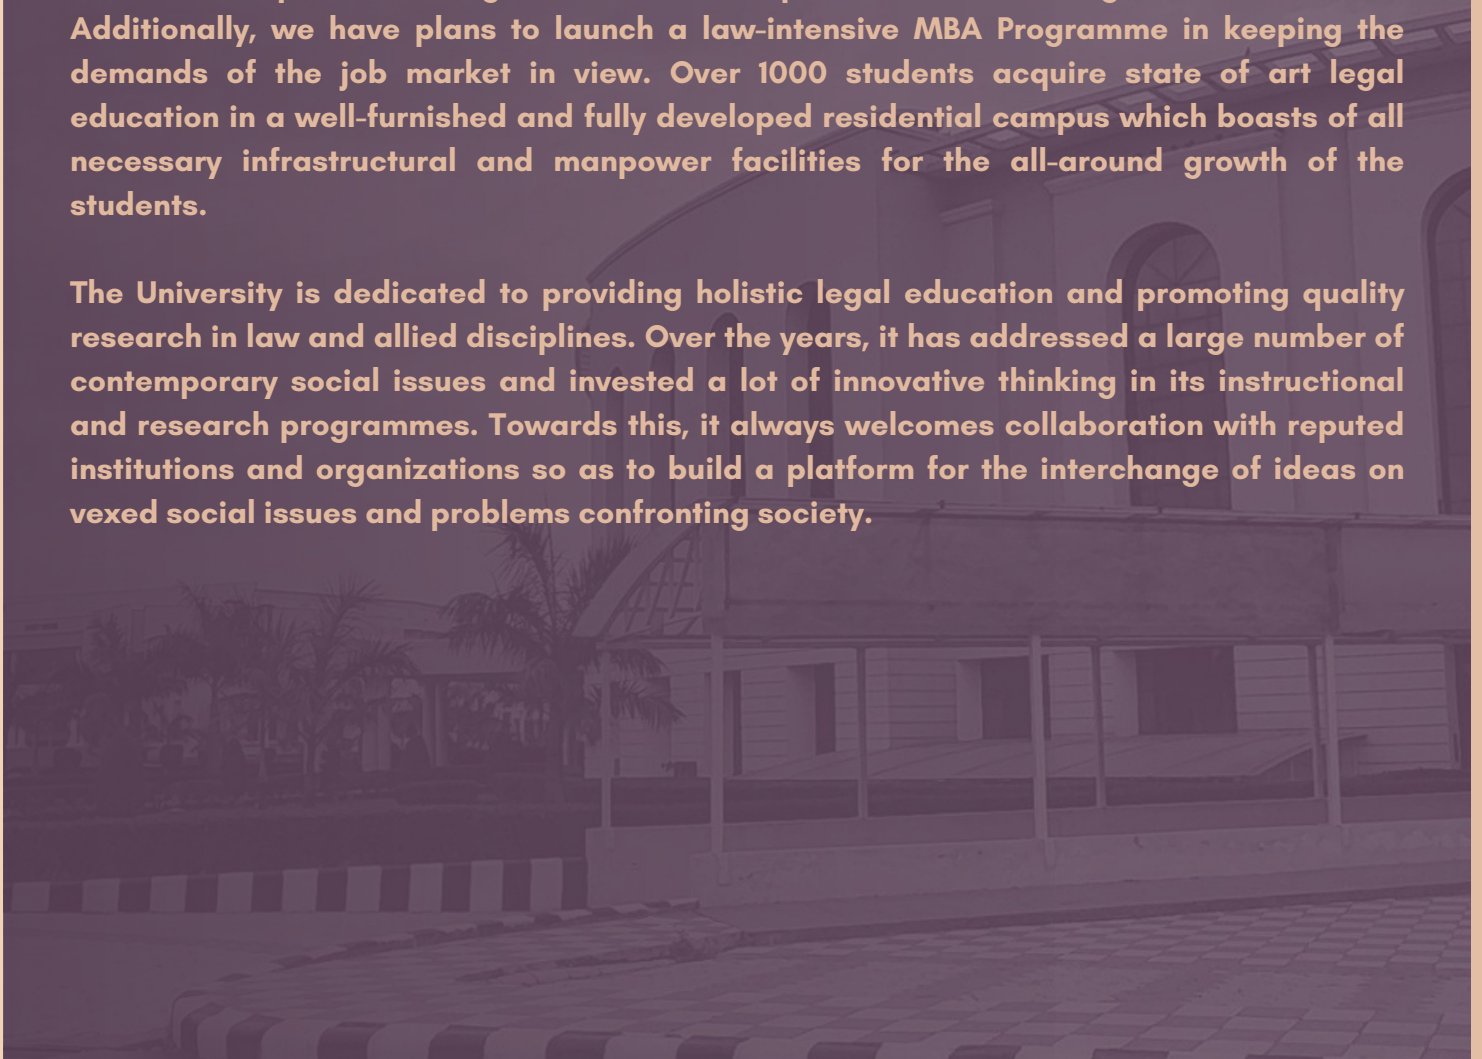 Additionally, we have plans to launch a law-intensive MBA Programme in keeping the
demands of the job market in view. Over 1000 students acquire state of art legal
education in a well-furnished and fully developed residential campus which boasts of all
necessary infrastructural and manpower facilities for the all-around growth of the
students.
The University is dedicated to providing holistic legal education and promoting quality
research in law and allied disciplines. Over the years, it has addressed a large number of
contemporary social issues and invested a lot of innovative thinking in its instructional
and research programmes. Towards this, it always welcomes collaboration with reputed
institutions and organizations so as to build a platform for the interchange of ideas on
vexed social issues and problems confronting society.